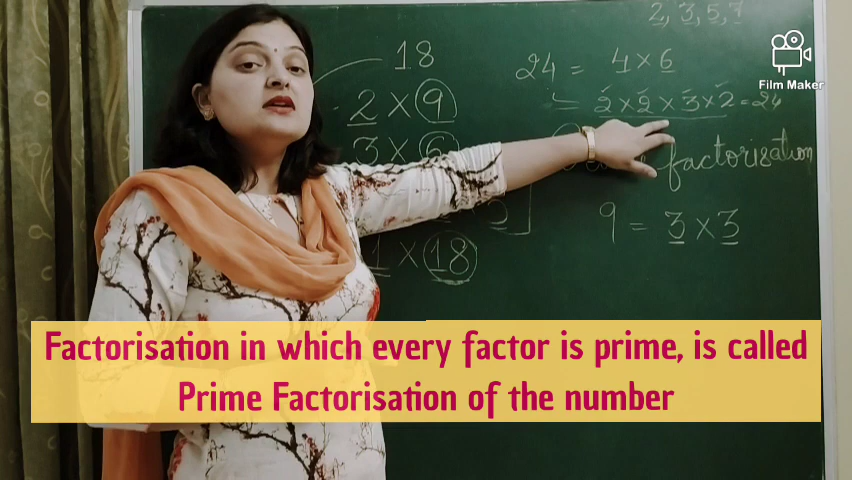 2, 3, 5, 7
Film Maker
18
2 × 9
3 × 6
2
1 × 18
24 = 4 × 6
= 2 × 2 × 3 × 2 = 24
factorisation
9 = 3 × 3
Factorisation in which every factor is prime, is called
Prime Factorisation of the number